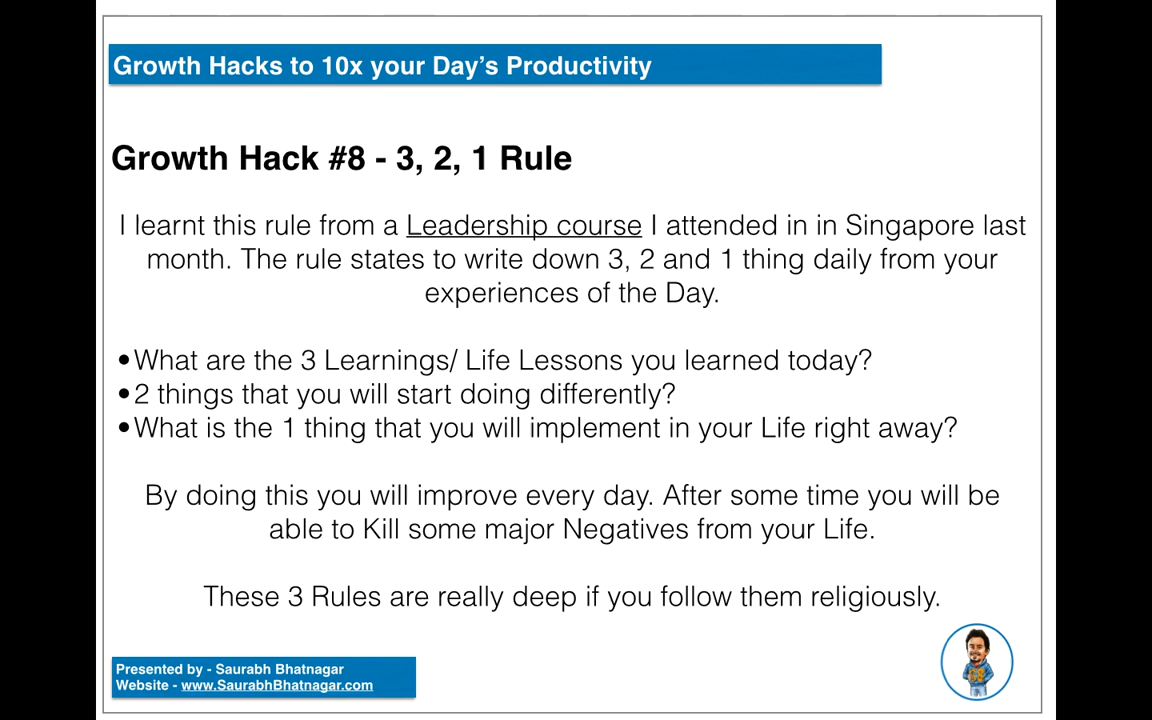 Growth Hacks to 10x your Day’s Productivity
Growth Hack #8 - 3, 2, 1 Rule
I learnt this rule from a Leadership course I attended in in Singapore last
month. The rule states to write down 3, 2 and 1 thing daily from your
experiences of the Day.
•What are the 3 Learnings/ Life Lessons you learned today?
•2 things that you will start doing differently?
•What is the 1 thing that you will implement in your Life right away?
By doing this you will improve every day. After some time you will be
able to Kill some major Negatives from your Life.
These 3 Rules are really deep if you follow them religiously.
Presented by - Saurabh Bhatnagar
Website - www.SaurabhBhatnagar.com